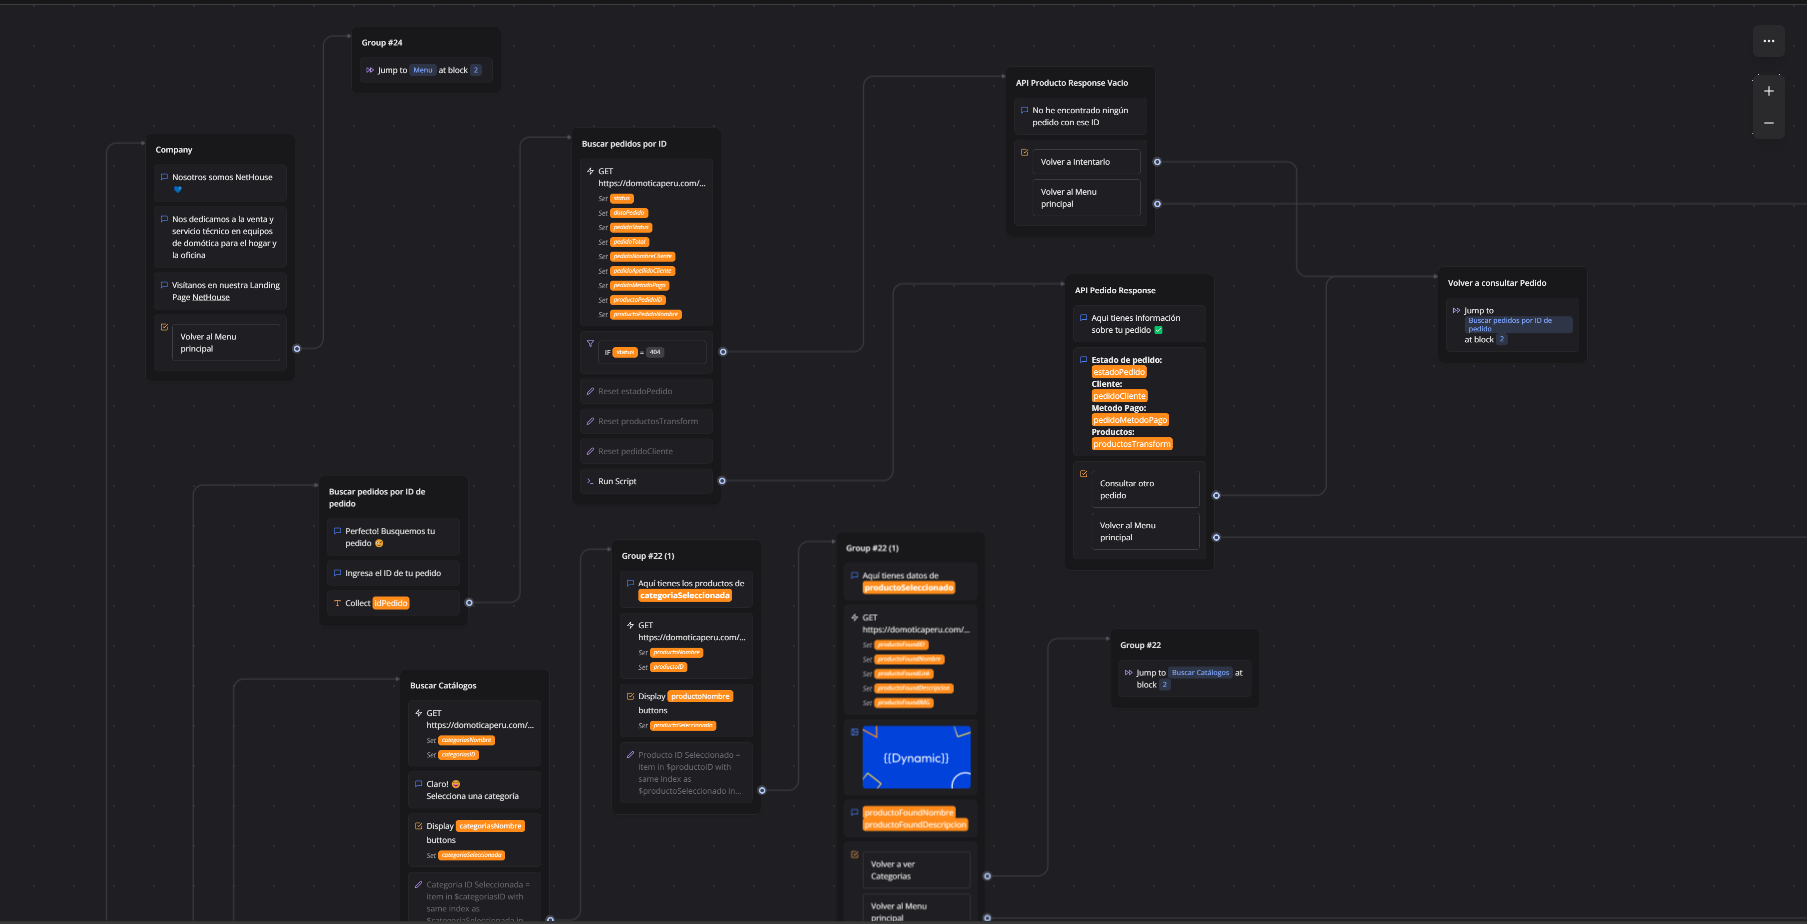 Group #24
Jump to Menu at block 2
Company
Nosotros somos NetHouse
💙
Nos dedicamos a la venta y
servicio técnico en equipos
de domótica para el hogar y
la oficina
Visítanos en nuestra Landing
Page NetHouse
Volver al Menu
principal
Buscar pedidos por ID
GET
https://domoticaperu.com/...
Set status
Set dataPedido
Set pedidoStatus
Set pedidoTotal
Set pedidoNombreCliente
Set pedidoApellidoCliente
Set pedidoMetodoPago
Set productoPedidoID
Set productoPedidoNombre
IF status = 404
Reset estadoPedido
Reset productosTransform
Reset pedidoCliente
Run Script
API Producto Response Vacio
No he encontrado ningún
pedido con ese ID
Volver a Intentarlo
Volver al Menu
principal
API Pedido Response
Aqui tienes información
sobre tu pedido ✅
Estado de pedido:
estadoPedido
Cliente:
pedidoCliente
Metodo Pago:
pedidoMetodoPago
Productos:
productosTransform
Consultar otro
pedido
Volver al Menu
principal
Volver a consultar Pedido
Jump to
Buscar pedidos por ID de
pedido
at block 2
Buscar pedidos por ID de
pedido
Perfecto! Busquemos tu
pedido
Ingresa el ID de tu pedido
Collect idPedido
Group #22 (1)
Aquí tienes los productos de
categoriaSeleccionada
GET
https://domoticaperu.com/...
Set productoNombre
Set productoID
Display productoNombre
buttons
Set productoSeleccionado
Producto ID Seleccionado =
item in $productoID with
same index as
$productoSeleccionado in...
Group #22 (1)
Aquí tienes datos de
productoSeleccionado
GET
https://domoticaperu.com/...
Set productoFoundID
Set productoFoundNombre
Set productoFoundLink
Set productoFoundDescripcion
Set productoFoundIMG
{{Dynamic}}
productoFoundNombre
productoFoundDescripcion
Volver a ver
Categorias
Volver al Menu
principal
Group #22
Jump to Buscar Catálogos at
block 2
Buscar Catálogos
GET
https://domoticaperu.com/...
Set categoriasNombre
Set categoriasID
Claro!
Selecciona una categoría
Display categoriasNombre
buttons
Set categoriaSeleccionada
Categoria ID Seleccionada =
item in $categoriasID with
same index as
$categoriaSeleccionada in